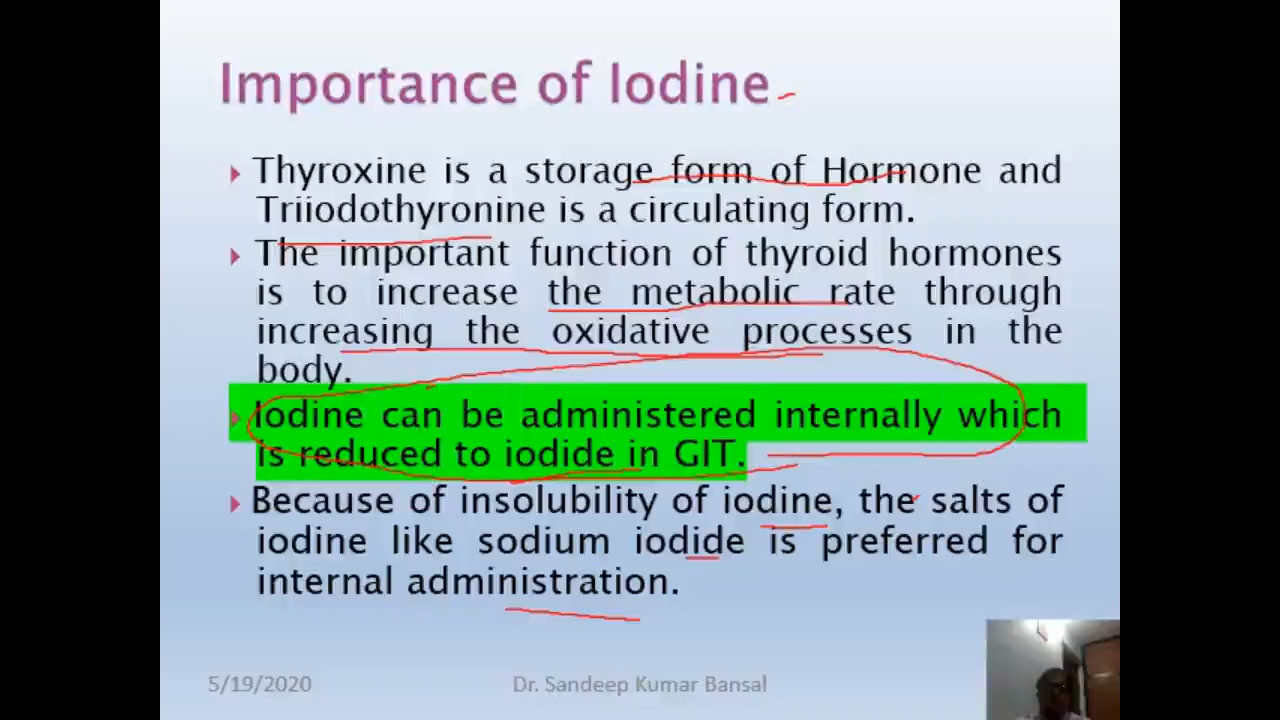 Importance of Iodine
Thyroxine is a storage form of Hormone and
Triiodothyronine is a circulating form.
The important function of thyroid hormones
is to increase the metabolic rate through
increasing the oxidative processes in the
body.
Iodine can be administered internally which
is reduced to iodide in GIT.
Because of insolubility of iodine, the salts of
iodine like sodium iodide is preferred for
internal administration.
5/19/2020 Dr. Sandeep Kumar Bansal